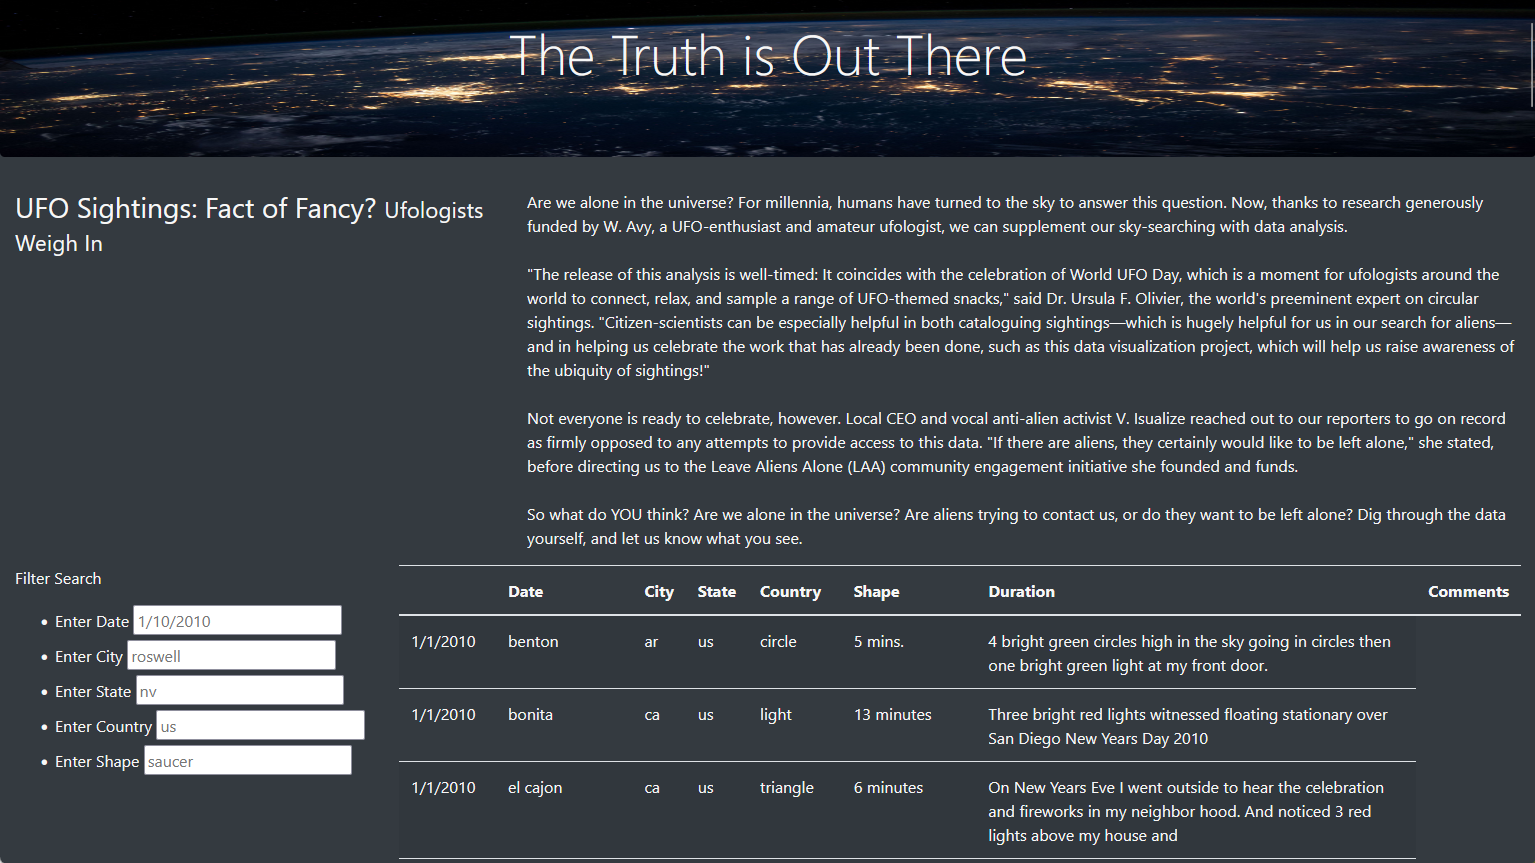 The Truth is Out There
UFO Sightings: Fact of Fancy? Ufologists
Weigh In
Are we alone in the universe? For millennia, humans have turned to the sky to answer this question. Now, thanks to research generously
funded by W. Avy, a UFO-enthusiast and amateur ufologist, we can supplement our sky-searching with data analysis.
"The release of this analysis is well-timed: It coincides with the celebration of World UFO Day, which is a moment for ufologists around the
world to connect, relax, and sample a range of UFO-themed snacks," said Dr. Ursula F. Olivier, the world's preeminent expert on circular
sightings. "Citizen-scientists can be especially helpful in both cataloguing sightings—which is hugely helpful for us in our search for aliens—
and in helping us celebrate the work that has already been done, such as this data visualization project, which will help us raise awareness of
the ubiquity of sightings!"
Not everyone is ready to celebrate, however. Local CEO and vocal anti-alien activist V. Isualize reached out to our reporters to go on record
as firmly opposed to any attempts to provide access to this data. "If there are aliens, they certainly would like to be left alone," she stated,
before directing us to the Leave Aliens Alone (LAA) community engagement initiative she founded and funds.
So what do YOU think? Are we alone in the universe? Are aliens trying to contact us, or do they want to be left alone? Dig through the data
yourself, and let us know what you see.
Filter Search
Enter Date 1/10/2010
Enter City roswell
Enter State nv
Enter Country us
Enter Shape saucer
Date City State Country Shape Duration Comments
1/1/2010 benton ar us circle 5 mins. 4 bright green circles high in the sky going in circles then
one bright green light at my front door.
1/1/2010 bonita ca us light 13 minutes Three bright red lights witnessed floating stationary over
San Diego New Years Day 2010
1/1/2010 el cajon ca us triangle 6 minutes On New Years Eve I went outside to hear the celebration
and fireworks in my neighbor hood. And noticed 3 red
lights above my house and